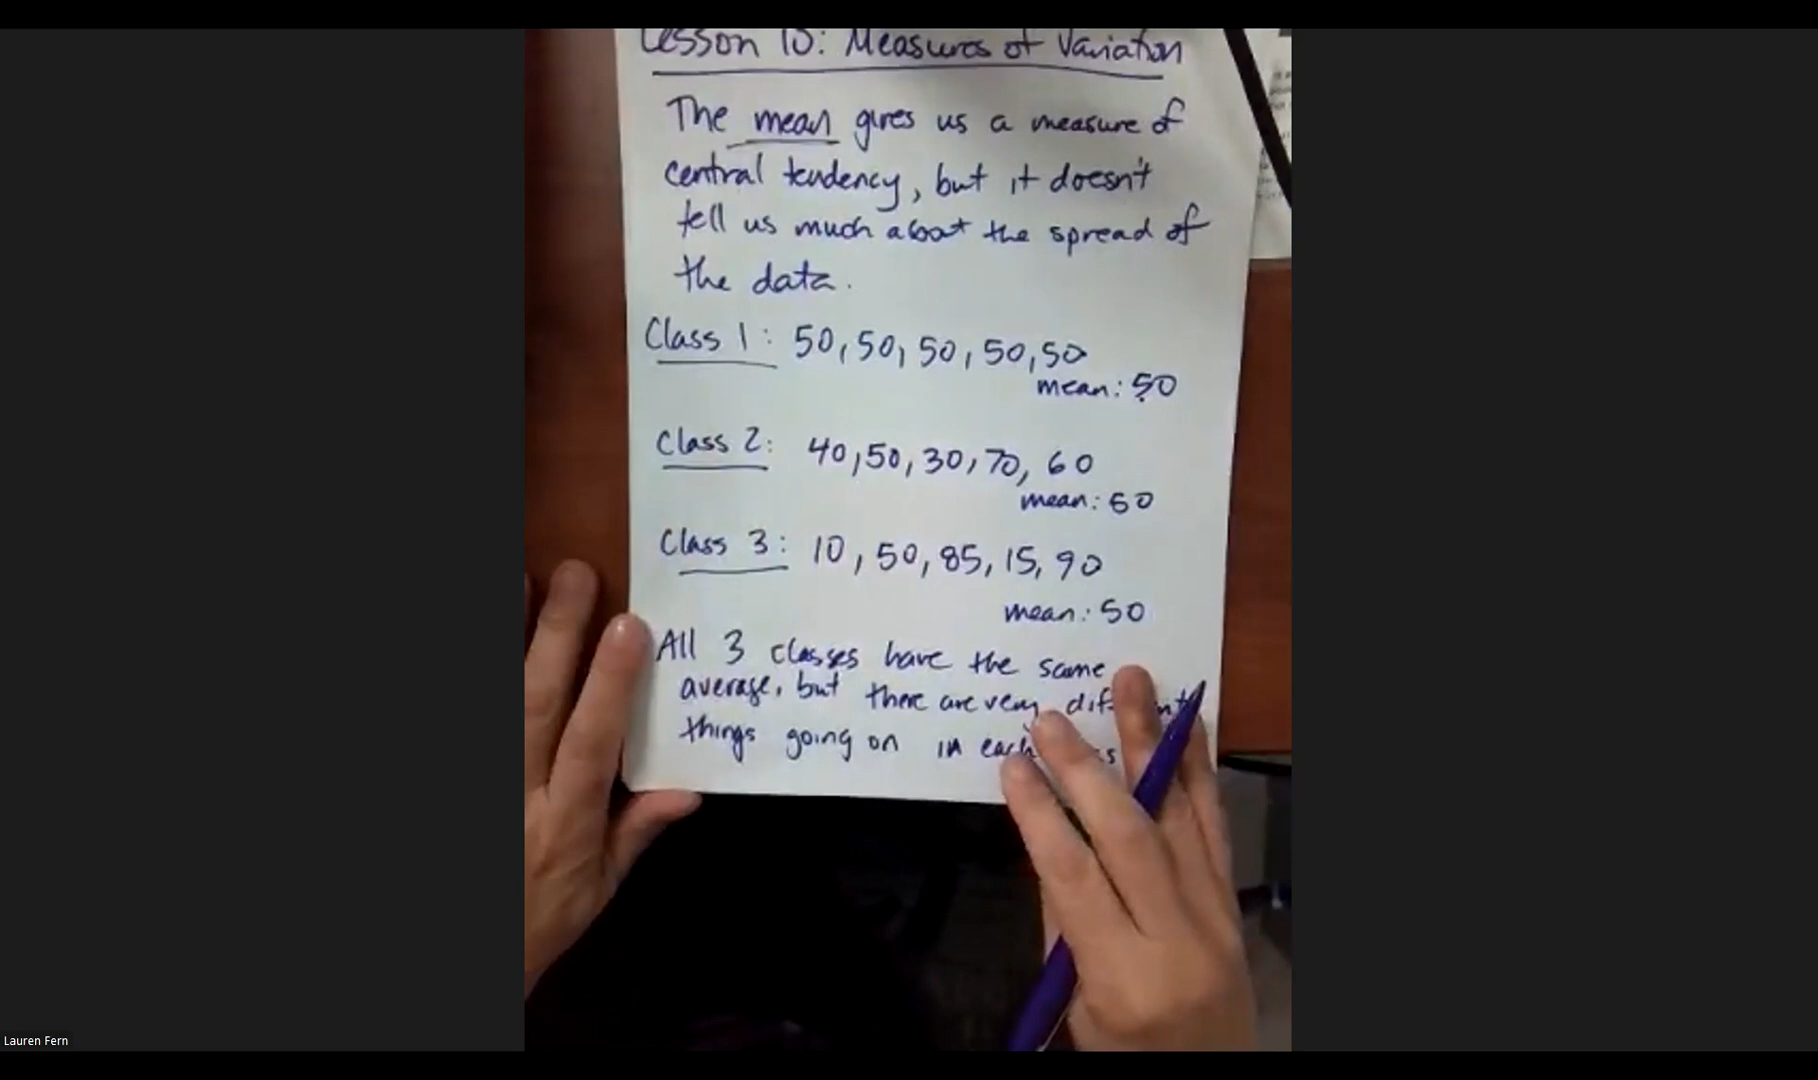 Lesson 10: Measures of Variation
The mean gives us a measure of
central tendency, but it doesn't
tell us much about the spread of
the data.
Class 1: 50, 50, 50, 50, 50
mean: 50
Class 2: 40, 50, 30, 70, 60
mean: 50
Class 3: 10, 50, 85, 15, 90
mean: 50
All 3 classes have the same
average, but there are very
things going on in each
Lauren Fern